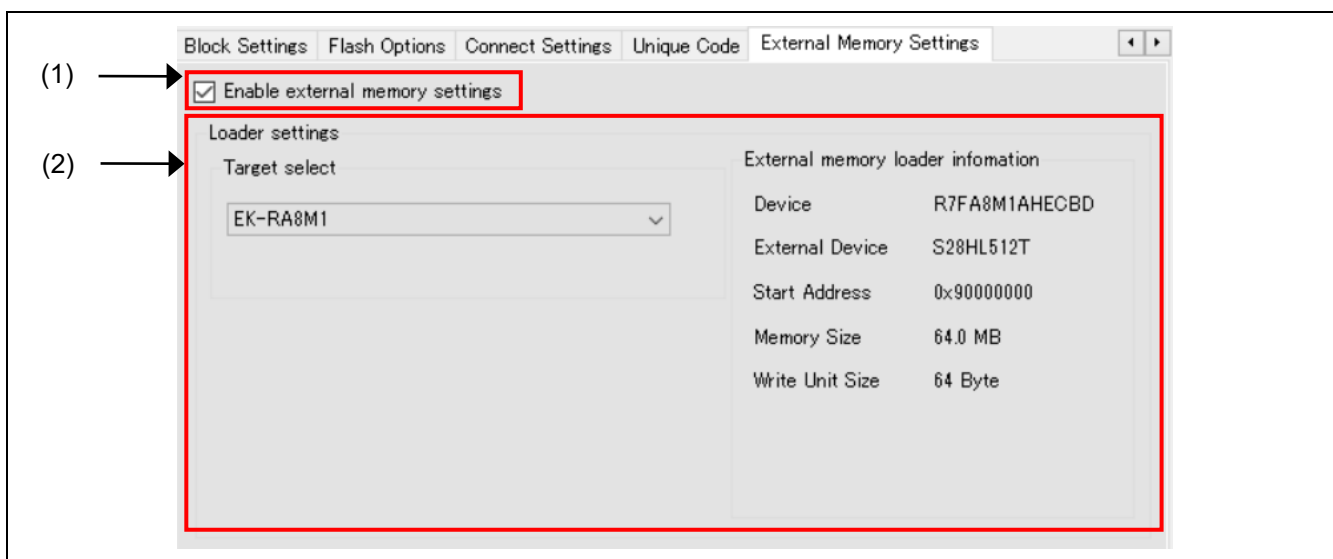 Block Settings Flash Options Connect Settings Unique Code External Memory Settings
(1)
Enable external memory settings
(2)
Loader settings
Target select
EK-RA8M1
External memory loader infomation
Device R7FA8M1AHECBD
External Device S28HL512T
Start Address 0x90000000
Memory Size 64.0 MB
Write Unit Size 64 Byte